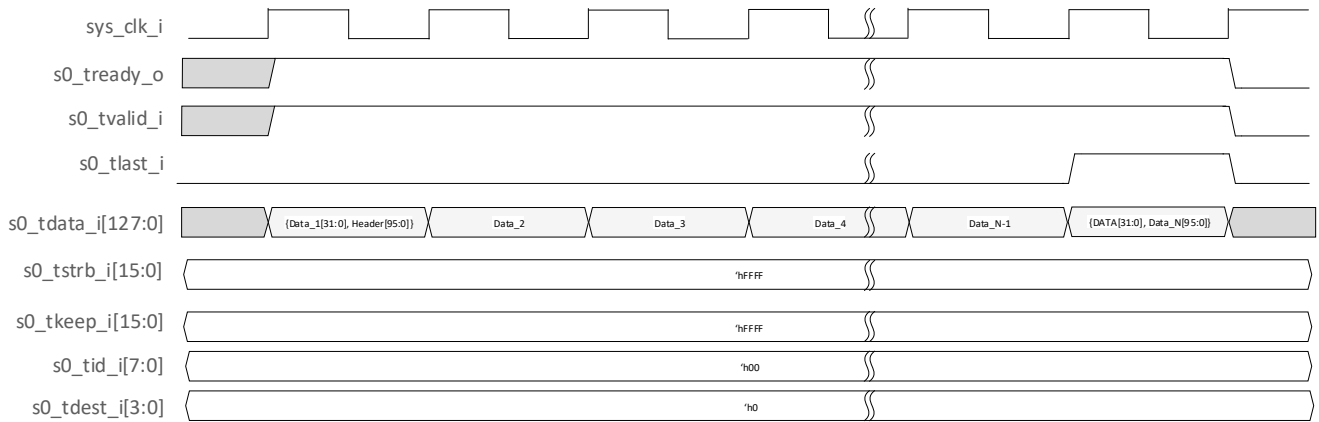 sys_clk_i
s0_tready_o
s0_tvalid_i
s0_tlast_i
s0_tdata_i[127:0] {Data_1[31:0], Header[95:0]} Data_2 Data_3 Data_4 Data_N-1 {DATA[31:0], Data_N[95:0]}
s0_tstrb_i[15:0] ‘hFFFF
s0_tkeep_i[15:0] ‘hFFFF
s0_tid_i[7:0] ‘h00
s0_tdest_i[3:0] ‘h0